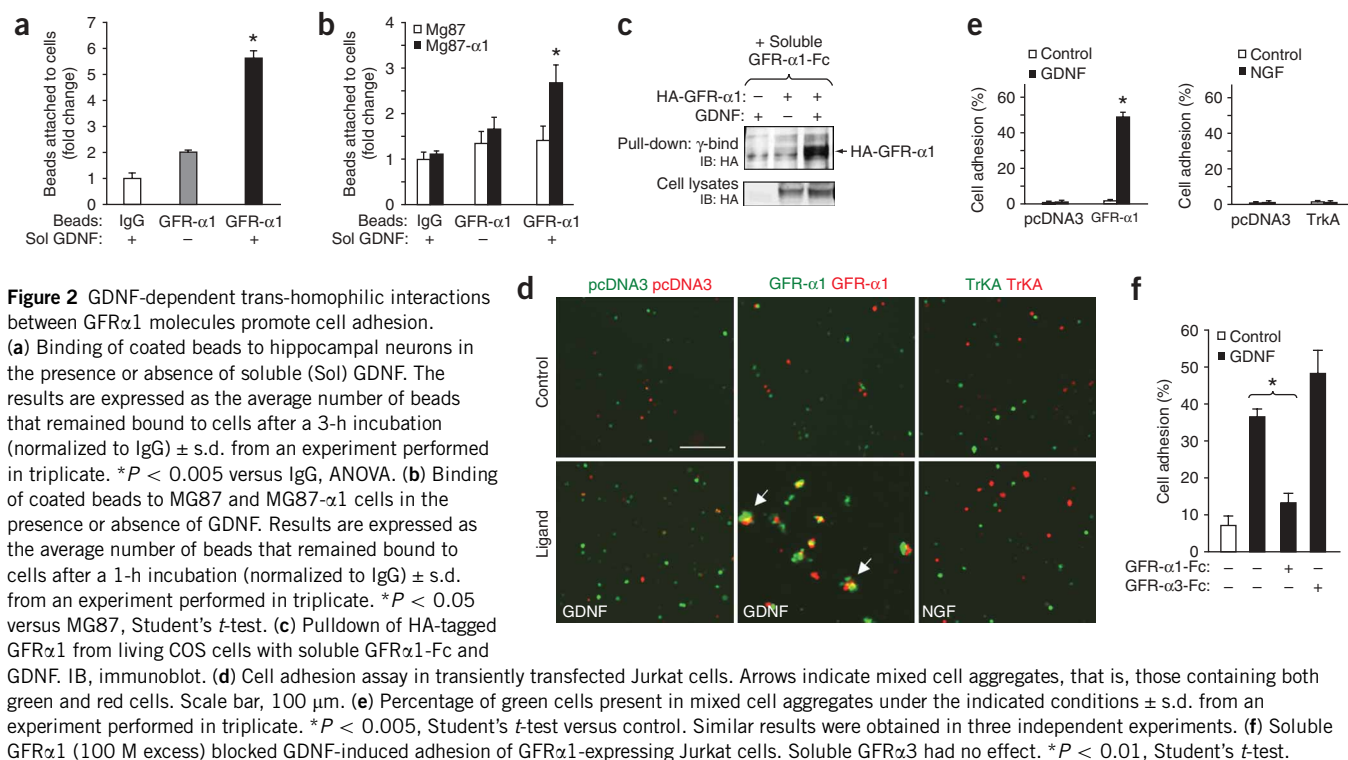 a
7
6
5
4
3
2
1
0
Beads attached to cells
(fold change)
*
Beads: IgG GFR-α1 GFR-α1
Sol GDNF: + – +
b
Mg87
Mg87-α1
4
3
2
1
0
Beads attached to cells
(fold change)
*
Beads: IgG GFR-α1 GFR-α1
Sol GDNF: + – +
c
+ Soluble
GFR-α1-Fc
HA-GFR-α1: – + +
GDNF: + – +
Pull-down: γ-bind
IB: HA
HA-GFR-α1
Cell lysates
IB: HA
e
Control
GDNF
60
40
20
0
Cell adhesion (%)
*
pcDNA3 GFR-α1
Control
NGF
60
40
20
0
Cell adhesion (%)
pcDNA3 TrkA
d
pcDNA3 pcDNA3 GFR-α1 GFR-α1 TrKA TrKA
Control
Ligand
GDNF GDNF NGF
f
Control
GDNF
60
50
40
30
20
10
0
Cell adhesion (%)
*
GFR-α1-Fc: – – + –
GFR-α3-Fc: – – – +
Figure 2 GDNF-dependent trans-homophilic interactions
between GFRα1 molecules promote cell adhesion.
(a) Binding of coated beads to hippocampal neurons in
the presence or absence of soluble (Sol) GDNF. The
results are expressed as the average number of beads
that remained bound to cells after a 3-h incubation
(normalized to IgG) ± s.d. from an experiment performed
in triplicate. *P < 0.005 versus IgG, ANOVA. (b) Binding
of coated beads to MG87 and MG87-α1 cells in the
presence or absence of GDNF. Results are expressed as
the average number of beads that remained bound to
cells after a 1-h incubation (normalized to IgG) ± s.d.
from an experiment performed in triplicate. *P < 0.05
versus MG87, Student's t-test. (c) Pulldown of HA-tagged
GFRα1 from living COS cells with soluble GFRα1-Fc and
GDNF. IB, immunoblot. (d) Cell adhesion assay in transiently transfected Jurkat cells. Arrows indicate mixed cell aggregates, that is, those containing both
green and red cells. Scale bar, 100 μm. (e) Percentage of green cells present in mixed cell aggregates under the indicated conditions ± s.d. from an
experiment performed in triplicate. *P < 0.005, Student's t-test versus control. Similar results were obtained in three independent experiments. (f) Soluble
GFRα1 (100 M excess) blocked GDNF-induced adhesion of GFRα1-expressing Jurkat cells. Soluble GFRα3 had no effect. *P < 0.01, Student's t-test.